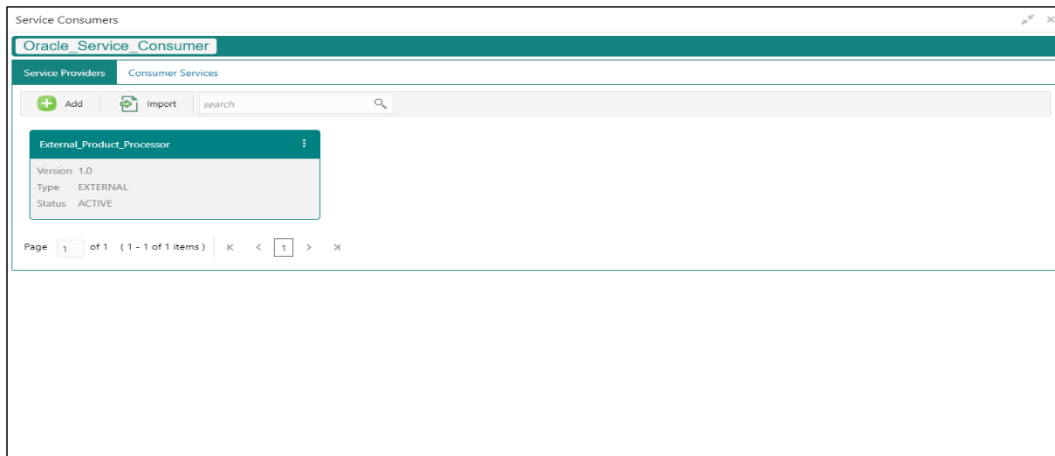 Service Consumers
Oracle_Service_Consumer
Service Providers Consumer Services
Add Import search
External_Product_Processor
Version 1.0
Type EXTERNAL
Status ACTIVE
Page 1 of 1 ( 1 - 1 of 1 items ) 1